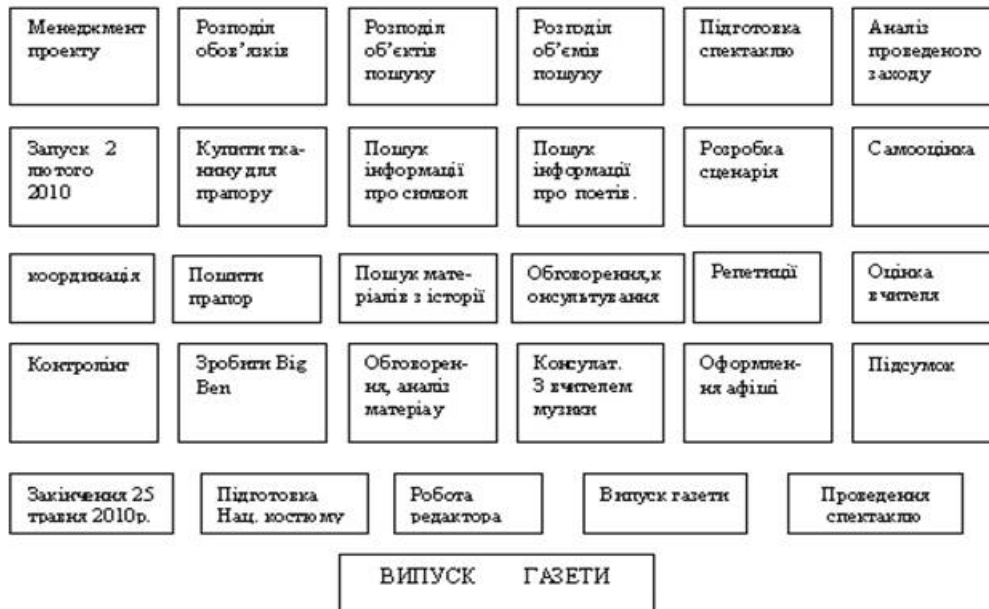 Менеджмент
проекту
Розподіл
обов'язків
Розподіл
об'єктів
пошуку
Розподіл
об'ємів
пошуку
Підготовка
спектаклю
Аналіз
проведеного
заходу
Запуск 2
лютого
2010
Купити тка-
нину для
прапору
Пошук
інформації
про символ
Пошук
інформації
про поетів.
Розробка
сценарія
Самооцінка
координація
Пошити
прапор
Пошук мате-
ріалів з історії
Обговорення,к
онсультування
Репетиції
Оцінка
вчителя
Контролінг
Зробити Big
Ben
Обговорен-
ня, аналіз
матеріау
Консулат.
З вчителем
музики
Оформлен-
ня афіші
Підсумок
Закінчення 25
травня 2010р.
Підготовка
Нац. костюму
Робота
редактора
Випуск газети
Проведення
спектаклю
ВИПУСК ГАЗЕТИ